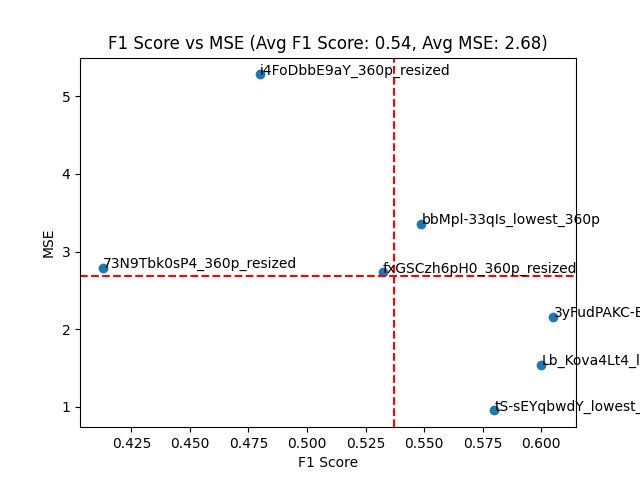 F1 Score vs MSE (Avg F1 Score: 0.54, Avg MSE: 2.68)
i4FoDbbE9aY_360p_resized
5
4
bbMpl-33qIs_lowest_360p
3
MSE
73N9Tbk0sP4_360p_resized
fxGSCzh6pH0_360p_resized
3yFudPAKC-E
2
Lb_Kova4Lt4_l
tS-sEYqbwdY_lowest_
1
0.425 0.450 0.475 0.500 0.525 0.550 0.575 0.600
F1 Score